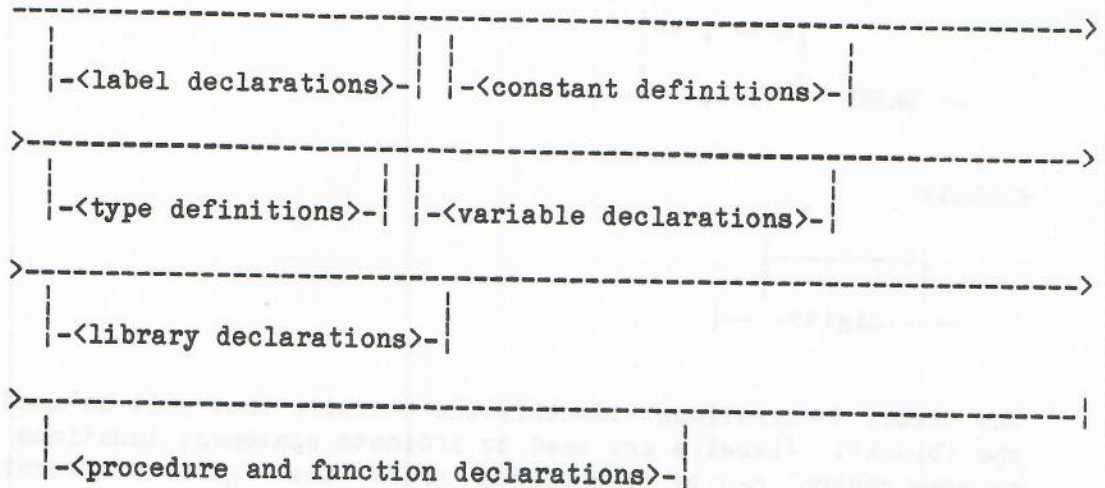 -<label declarations>- -<constant definitions>-
-<type definitions>- -<variable declarations>-
-<library declarations>-
-<procedure and function declarations>-